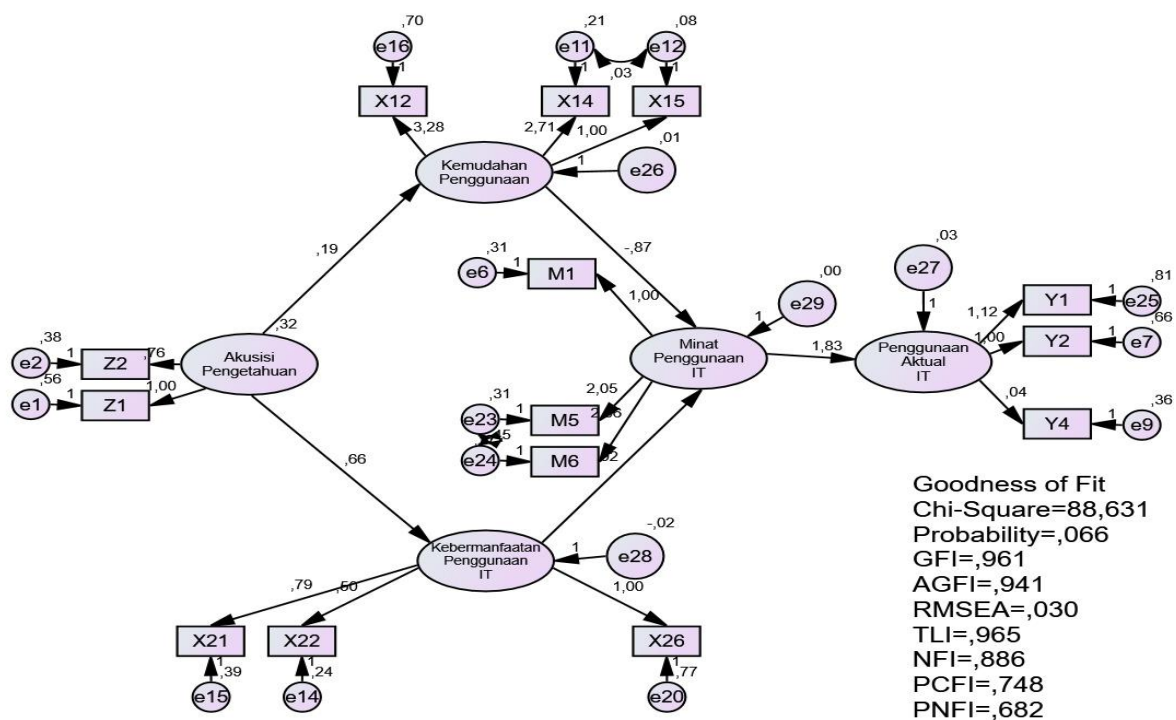 ,70
e16
1
X12
3,28
,21
e11
1
X14
2,71
,03
,08
e12
1
X15
1,00
,01
e26
1
Kemudahan
Penggunaan
,19
-,87
,31
e6
1
M1
1,00
,00
e29
1
,03
e27
1
,81
e25
1
Y1
1,12
,66
e7
1
Y2
1,00
,36
e9
1
Y4
,04
,32
Akusisi
Pengetahuan
,38
e2
1
Z2
,76
,56
e1
1
Z1
1,00
Minat
Penggunaan
IT
1,83
Penggunaan
Aktual
IT
,31
e23
1
M5
2,05
e24
1
M6
,66
-,02
e28
1
Kebermanfaatan
Penggunaan
IT
,79
,50
1,00
X21
1
,39
e15
X22
1
,24
e14
X26
1
,77
e20
Goodness of Fit
Chi-Square=88,631
Probability=,066
GFI=,961
AGFI=,941
RMSEA=,030
TLI=,965
NFI=,886
PCFI=,748
PNFI=,682